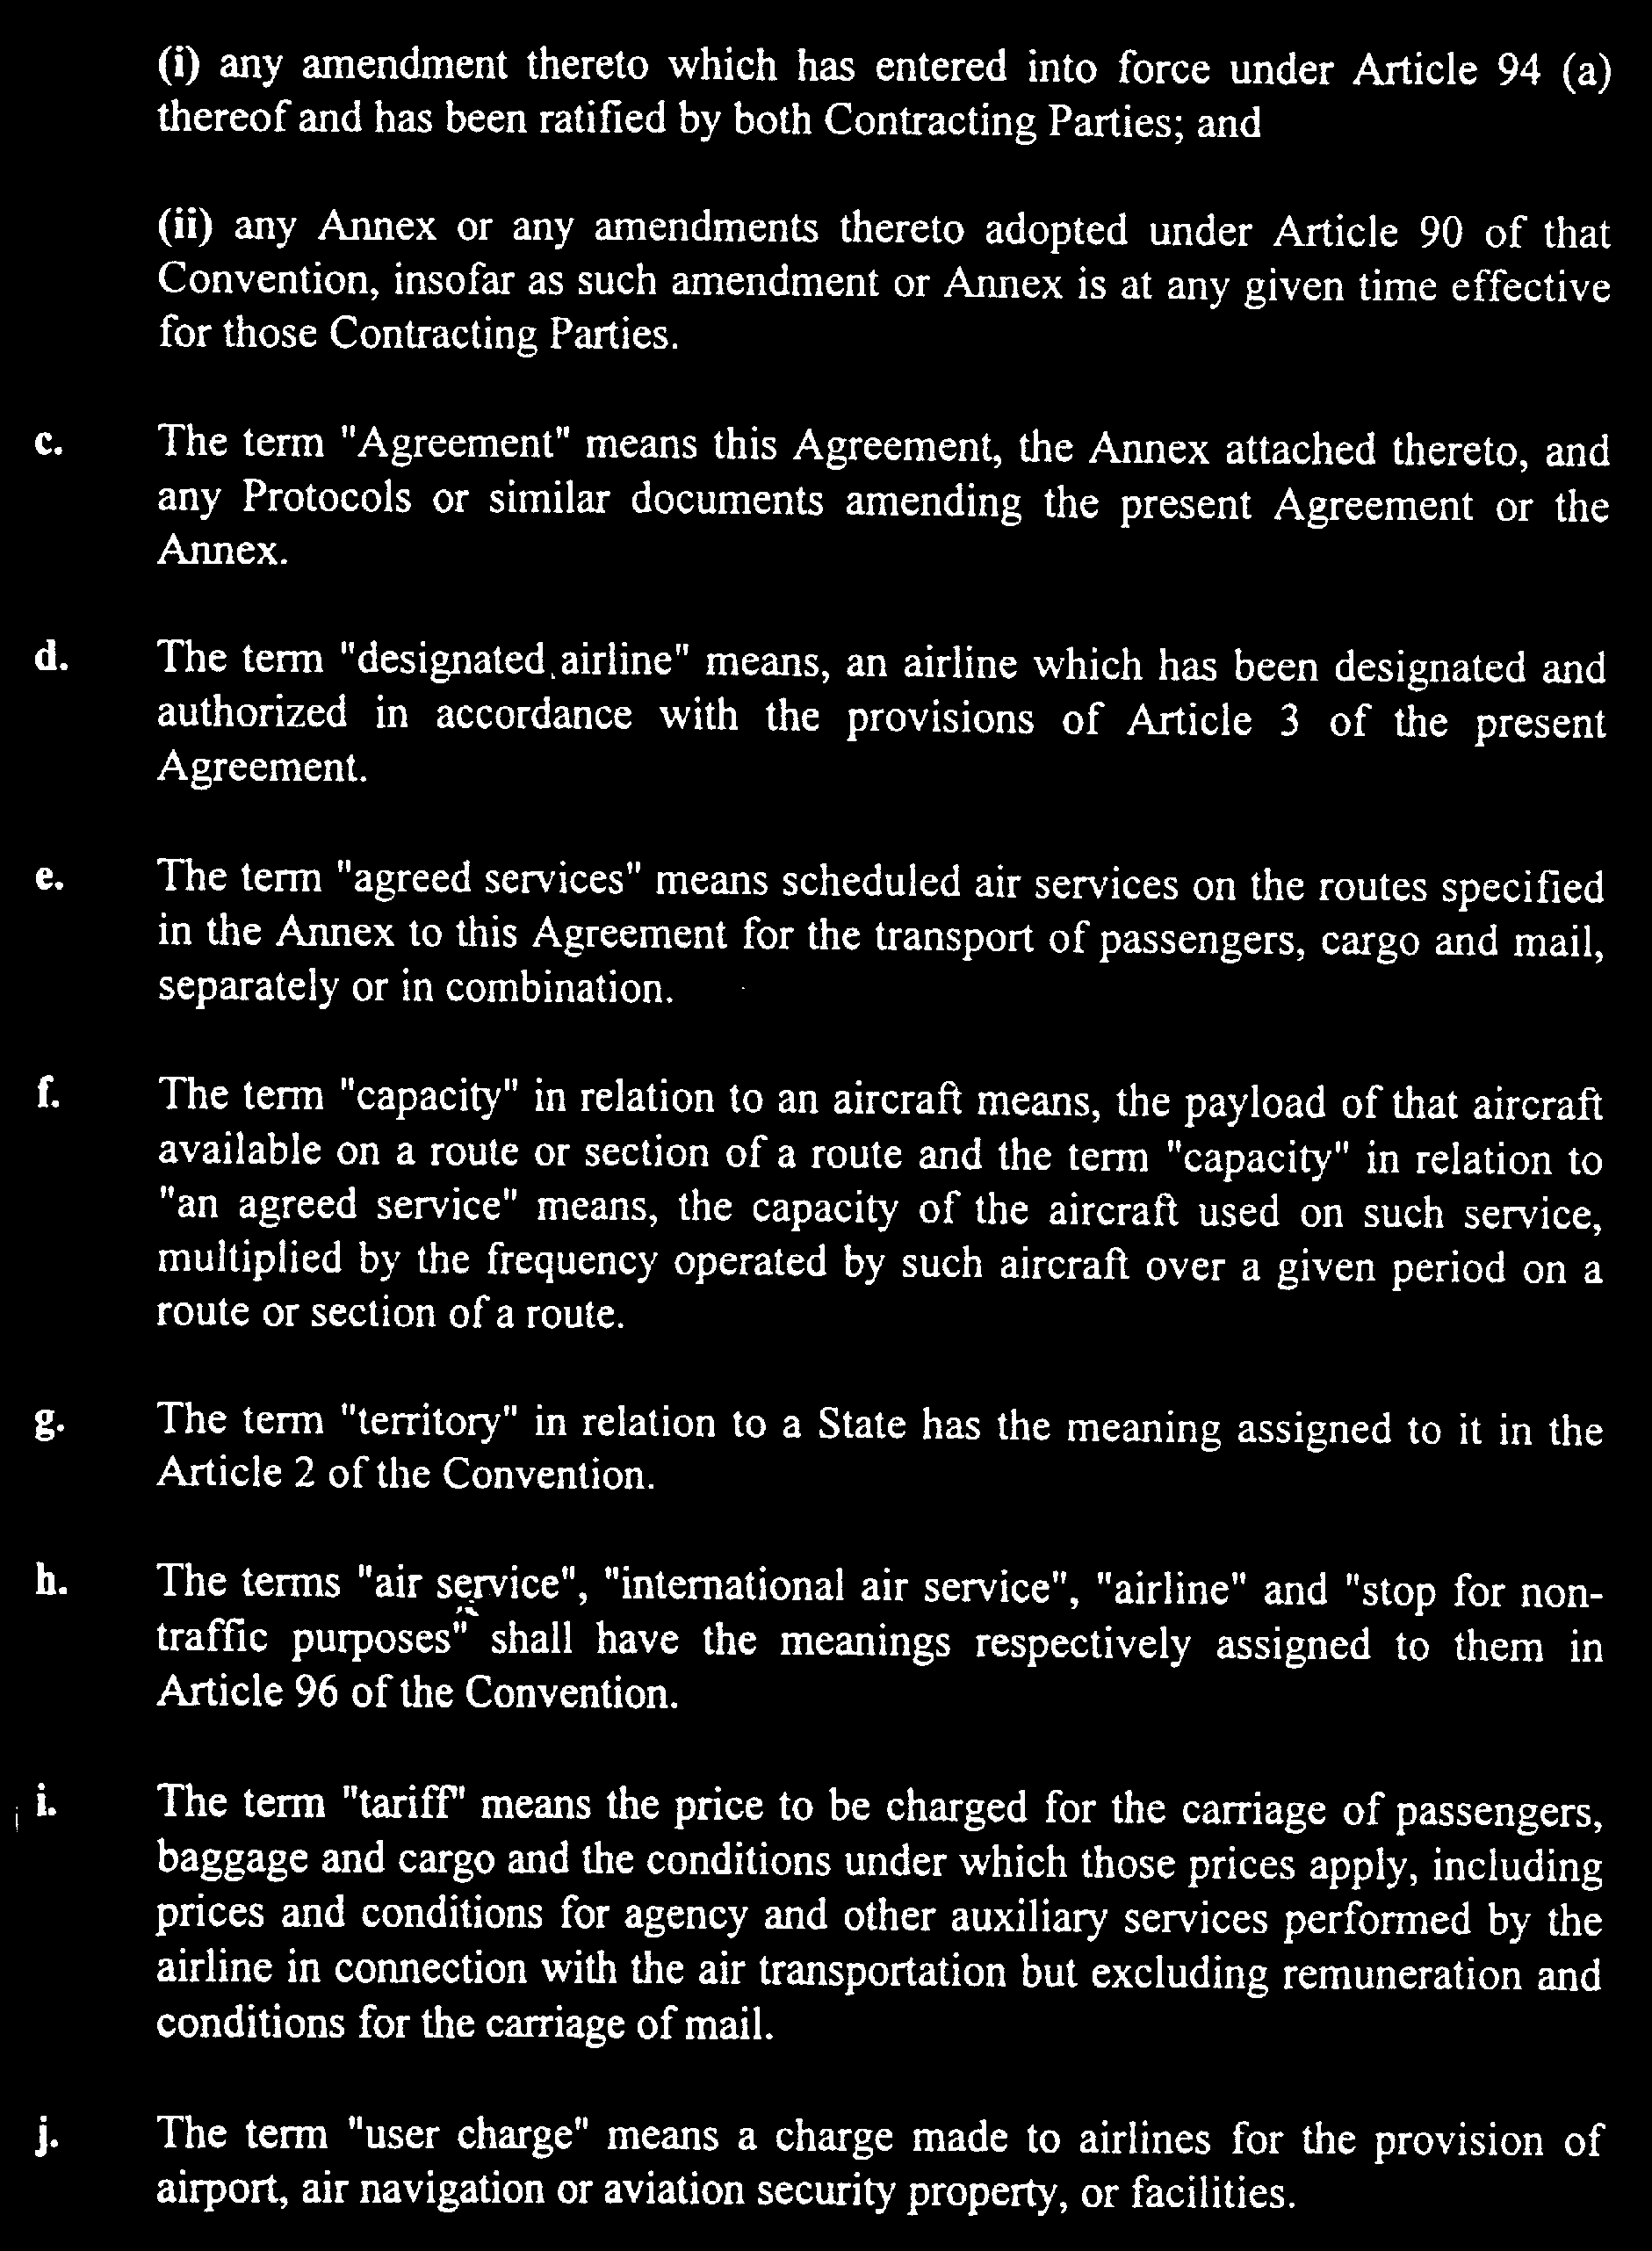 (i) any amendment thereto which has entered into force under Article 94 (a)
thereof and has been ratified by both Contracting Parties; and
(ii) any Annex or any amendments thereto adopted under Article 90 of that
Convention, insofar as such amendment or Annex is at any given time effective
for those Contracting Parties.
c. The term "Agreement" means this Agreement, the Annex attached thereto, and
any Protocols or similar documents amending the present Agreement or the
Annex.
d. The term "designated airline" means, an airline which has been designated and
authorized in accordance with the provisions of Article 3 of the present
Agreement.
e. The term "agreed services" means scheduled air services on the routes specified
in the Annex to this Agreement for the transport of passengers, cargo and mail,
separately or in combination.
f. The term "capacity" in relation to an aircraft means, the payload of that aircraft
available on a route or section of a route and the term "capacity" in relation to
"an agreed service" means, the capacity of the aircraft used on such service,
multiplied by the frequency operated by such aircraft over a given period on a
route or section of a route.
g. The term "territory" in relation to a State has the meaning assigned to it in the
Article 2 of the Convention.
h. The terms "air service", "international air service", "airline" and "stop for non-
traffic purposes" shall have the meanings respectively assigned to them in
Article 96 of the Convention.
i. The term "tariff" means the price to be charged for the carriage of passengers,
baggage and cargo and the conditions under which those prices apply, including
prices and conditions for agency and other auxiliary services performed by the
airline in connection with the air transportation but excluding remuneration and
conditions for the carriage of mail.
j. The term "user charge" means a charge made to airlines for the provision of
airport, air navigation or aviation security property, or facilities.